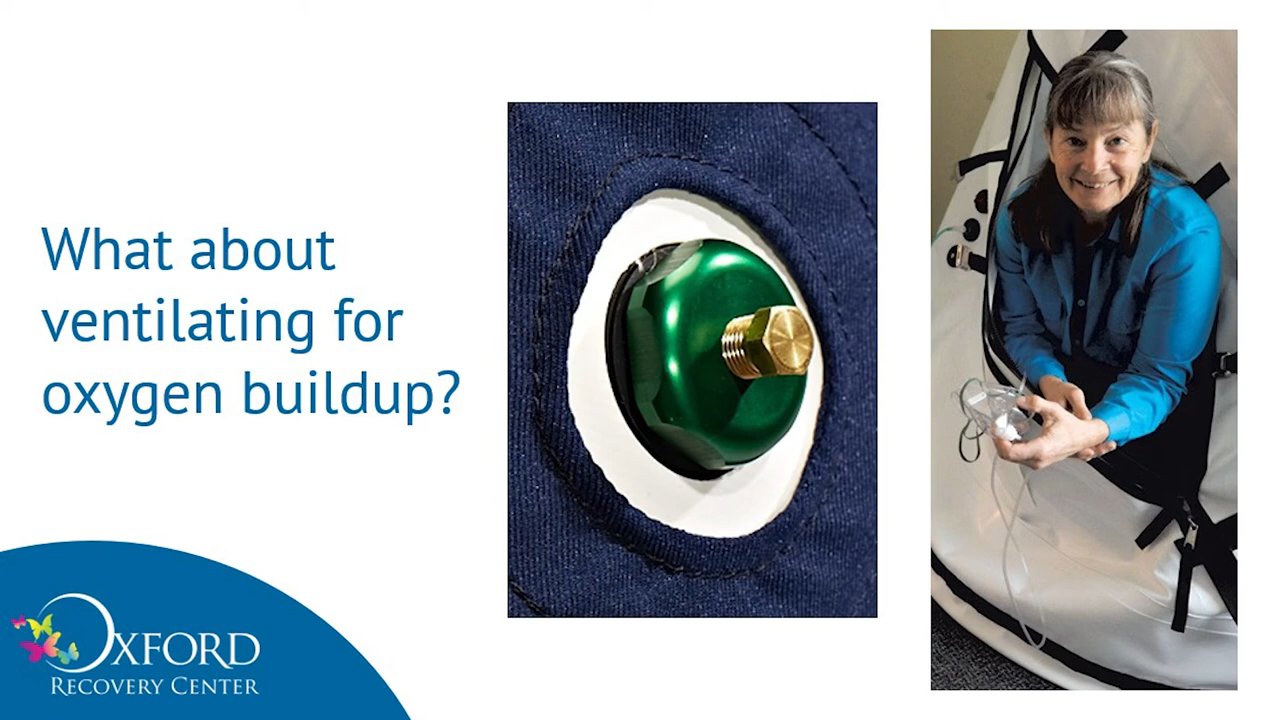 What about
ventilating for
oxygen buildup?
OXFORD
RECOVERY CENTER